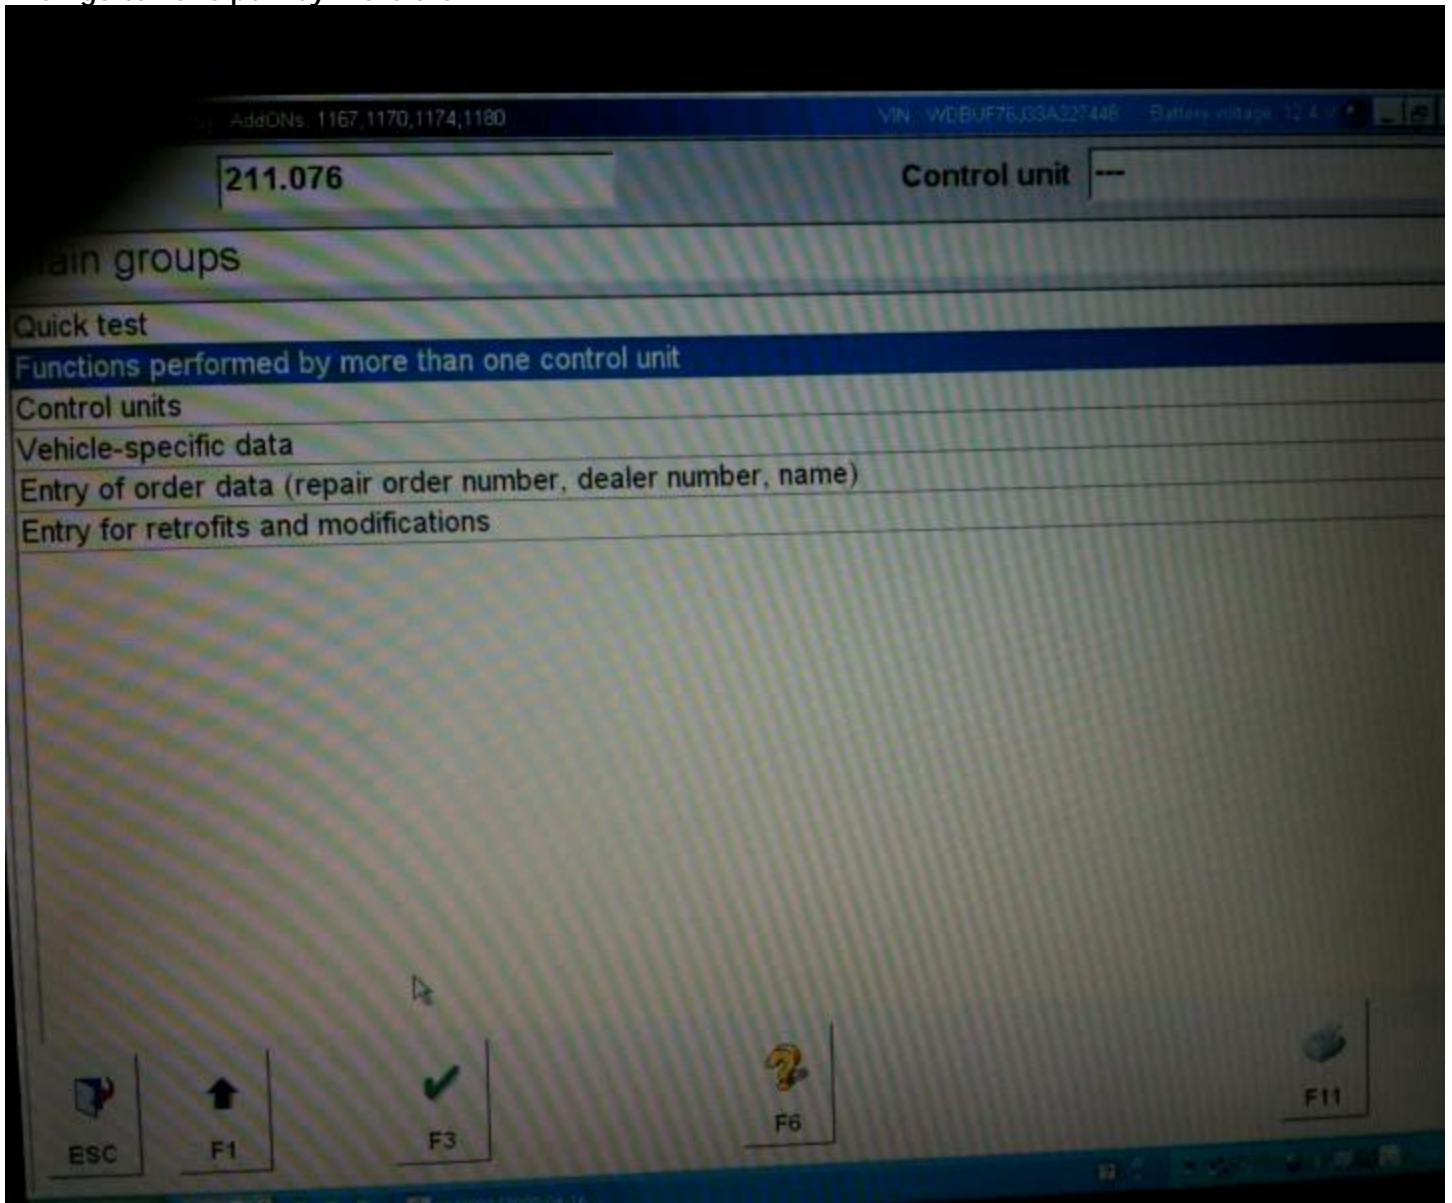 AddONs: 1167,1170,1174,1180
211.076
Control unit ---
groups
Quick test
Functions performed by more than one control unit
Control units
Vehicle-specific data
Entry of order data (repair order number, dealer number, name)
Entry for retrofits and modifications
ESC F1 F3 F6 F11